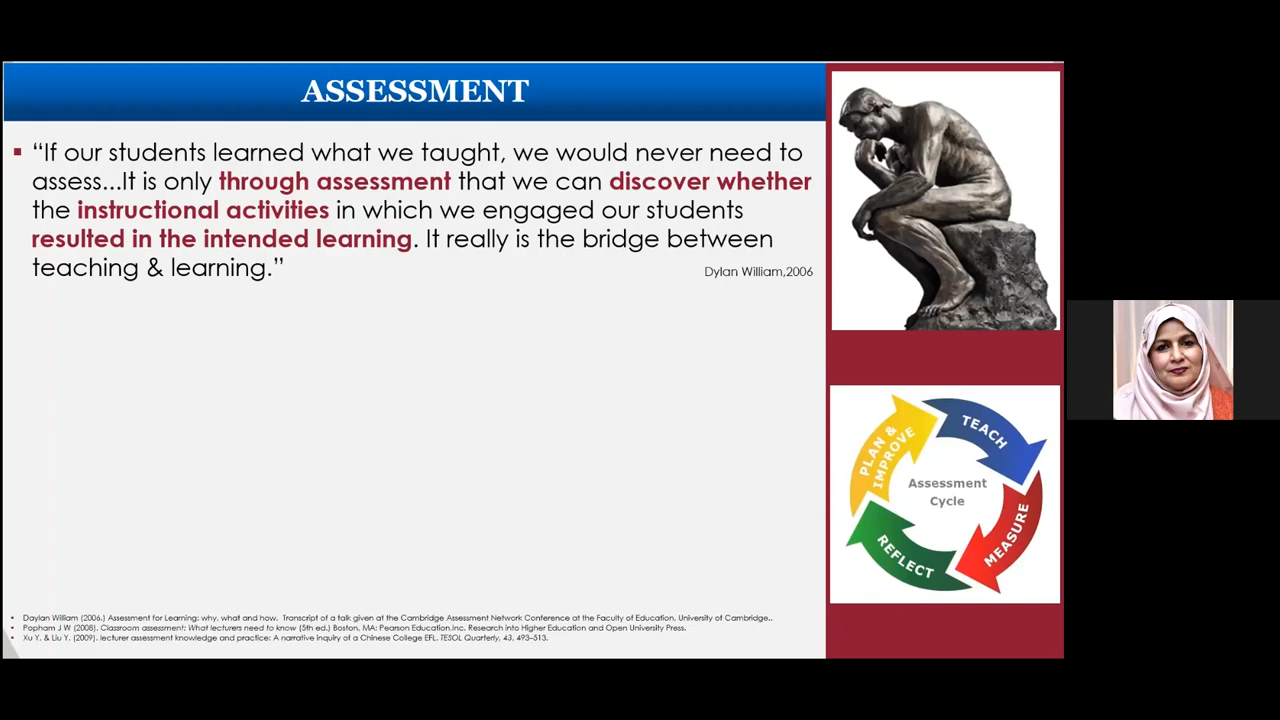 ASSESSMENT
▪ “If our students learned what we taught, we would never need to
assess...It is only through assessment that we can discover whether
the instructional activities in which we engaged our students
resulted in the intended learning. It really is the bridge between
teaching & learning.”
Dylan William,2006
PLAN &
IMPROVE
TEACH
Assessment
Cycle
MEASURE
REFLECT
• Daylan William (2006.) Assessment for Learning: why, what and how. Transcript of a talk given at the Cambridge Assessment Network Conference at the Faculty of Education, University of Cambridge..
• Popham J W (2008). Classroom assessment: What lecturers need to know (5th ed.) Boston, MA: Pearson Education.Inc. Research into Higher Education and Open University Press.
• Xu Y. & Liu Y. (2009). lecturer assessment knowledge and practice: A narrative inquiry of a Chinese College EFL. TESOL Quarterly, 43, 493–513.